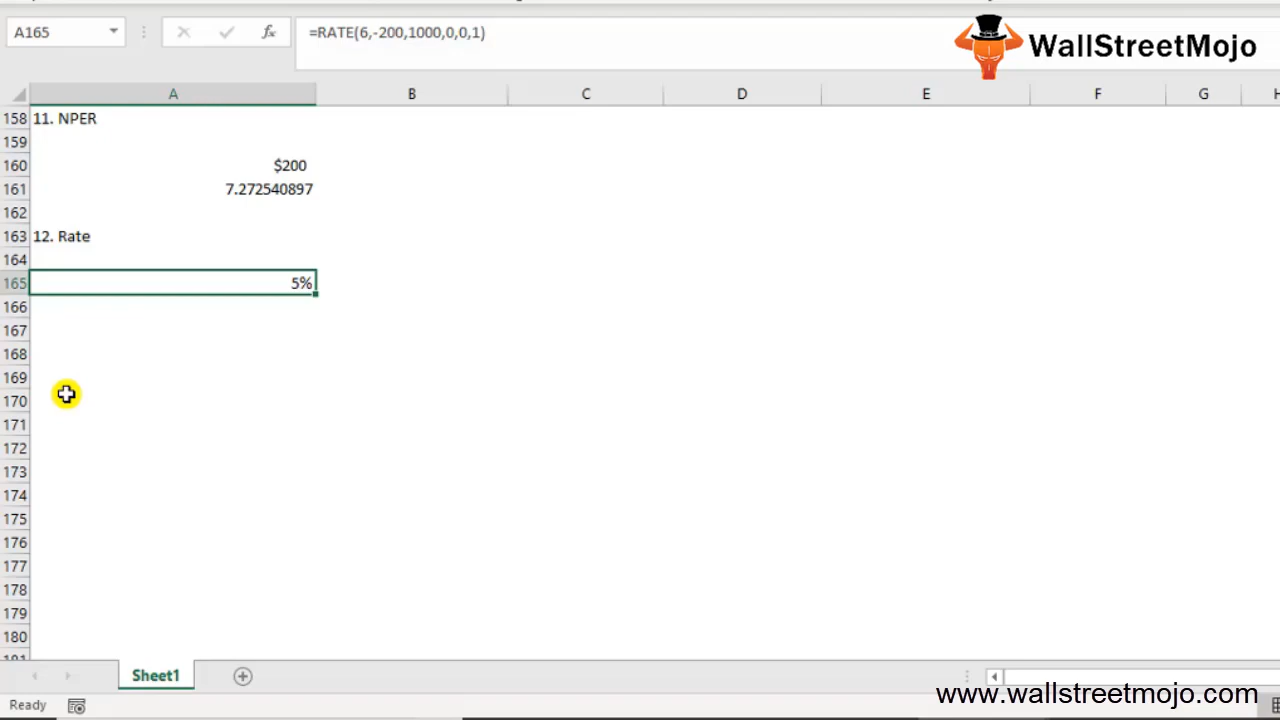 A165
fx
=RATE(6,-200,1000,0,0,1)
WallStreetMojo
A B C D E F G H
158 11. NPER
159
160 $200
161 7.272540897
162
163 12. Rate
164
165 5%
166
167
168
169
170
171
172
173
174
175
176
177
178
179
180
181
Sheet1
www.wallstreetmojo.com
Ready